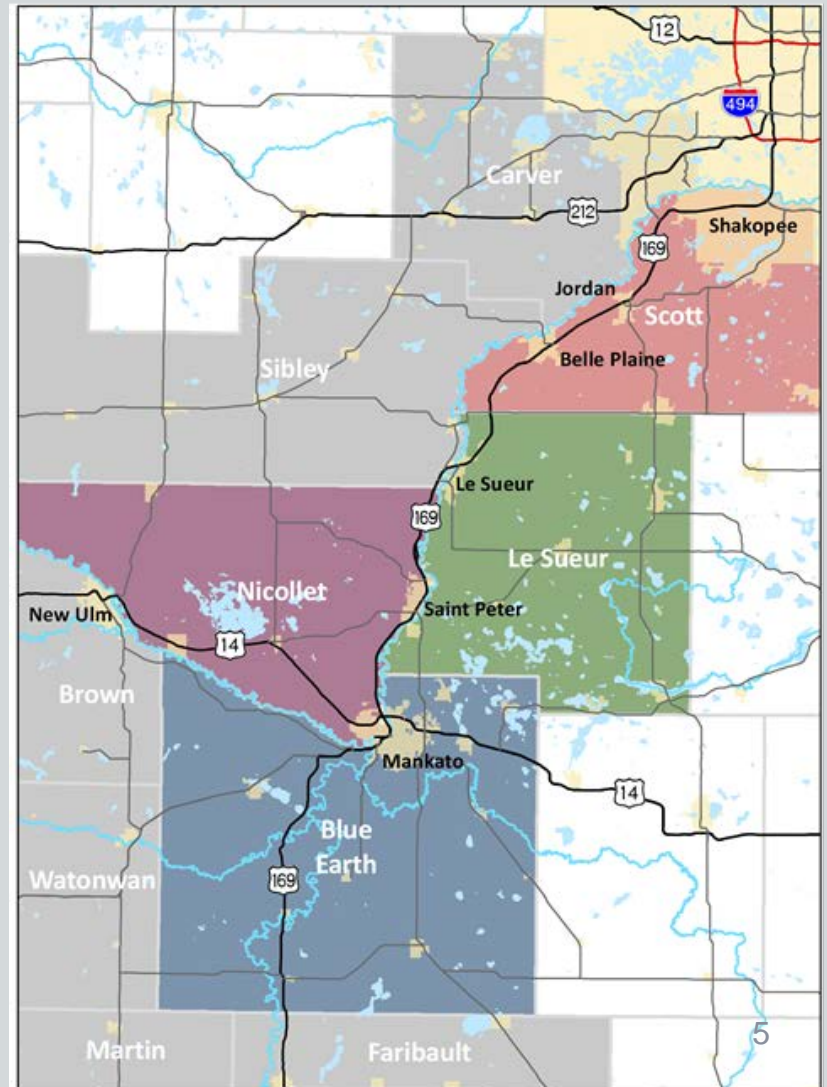 12
494
Carver
212
Shakopee
169
Jordan
Scott
Belle Plaine
Sibley
Le Sueur
169
Le Sueur
Nicollet
Saint Peter
New Ulm
14
Brown
Mankato
14
Blue
Earth
Watonwan
169
5
Martin
Faribault